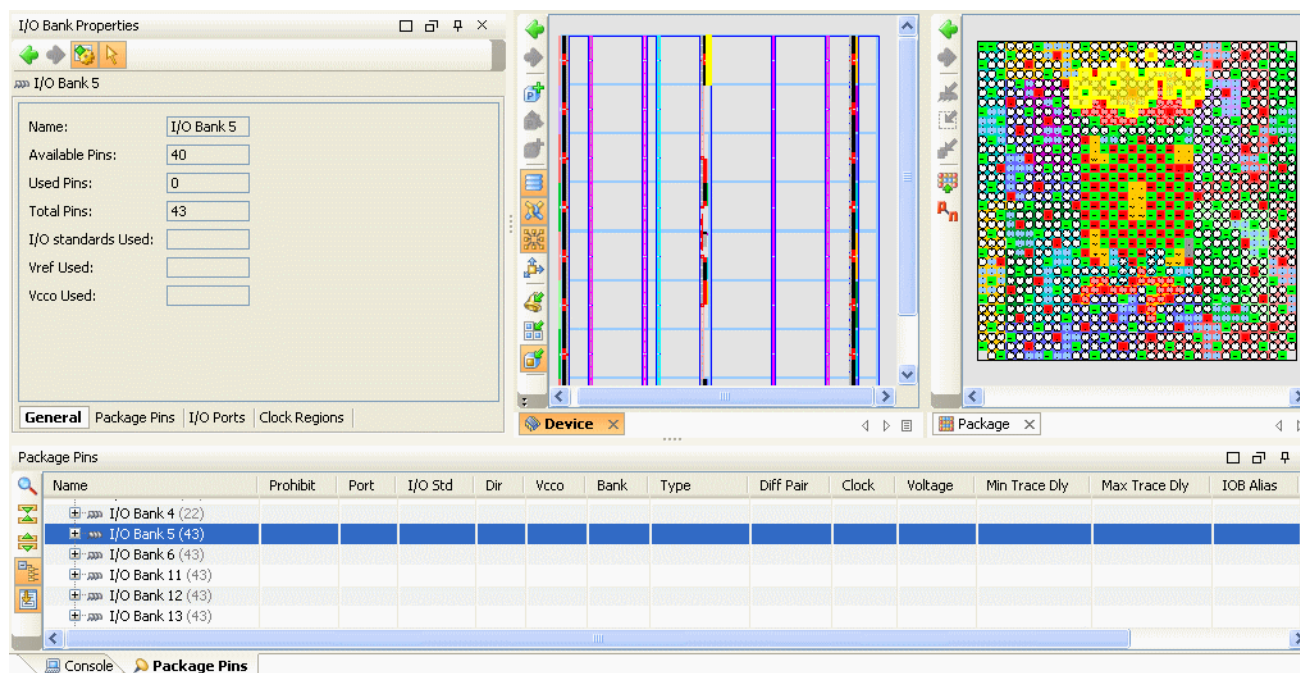 I/O Bank Properties
I/O Bank 5
Name: I/O Bank 5
Available Pins: 40
Used Pins: 0
Total Pins: 43
I/O standards Used:
Vref Used:
Vcco Used:
General Package Pins I/O Ports Clock Regions
Device
Package
Package Pins
Name Prohibit Port I/O Std Dir Vcco Bank Type Diff Pair Clock Voltage Min Trace Dly Max Trace Dly IOB Alias
I/O Bank 4 (22)
I/O Bank 5 (43)
I/O Bank 6 (43)
I/O Bank 11 (43)
I/O Bank 12 (43)
I/O Bank 13 (43)
Console Package Pins